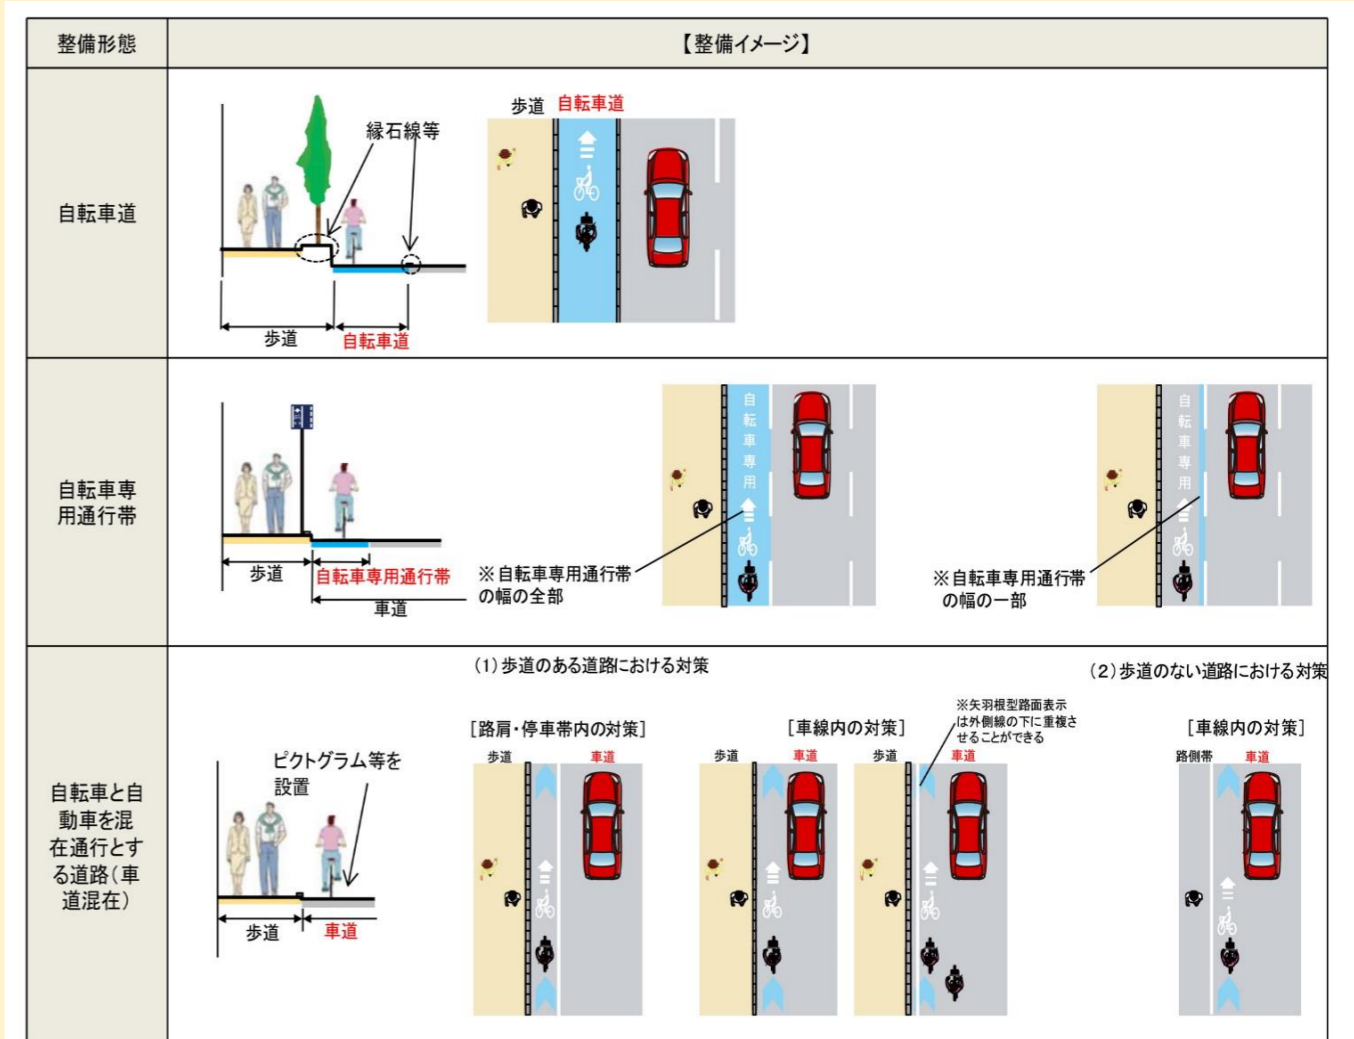 整備形態
【整備イメージ】
自転車道
縁石線等
歩道
自転車道
歩道 自転車道
自転車専
用通行帯
歩道
自転車専用通行帯
車道
※自転車専用通行帯
の幅の全部
自転車専用
※自転車専用通行帯
の幅の一部
自転車専用
自転車と自
動車を混
在通行とす
る道路(車
道混在)
ピクトグラム等を
設置
歩道
車道
(1)歩道のある道路における対策
[路肩・停車帯内の対策]
歩道 車道
[車線内の対策]
歩道 車道
歩道 車道
※矢羽根型路面表示
は外側線の下に重複さ
せることができる
(2)歩道のない道路における対策
[車線内の対策]
路側帯 車道